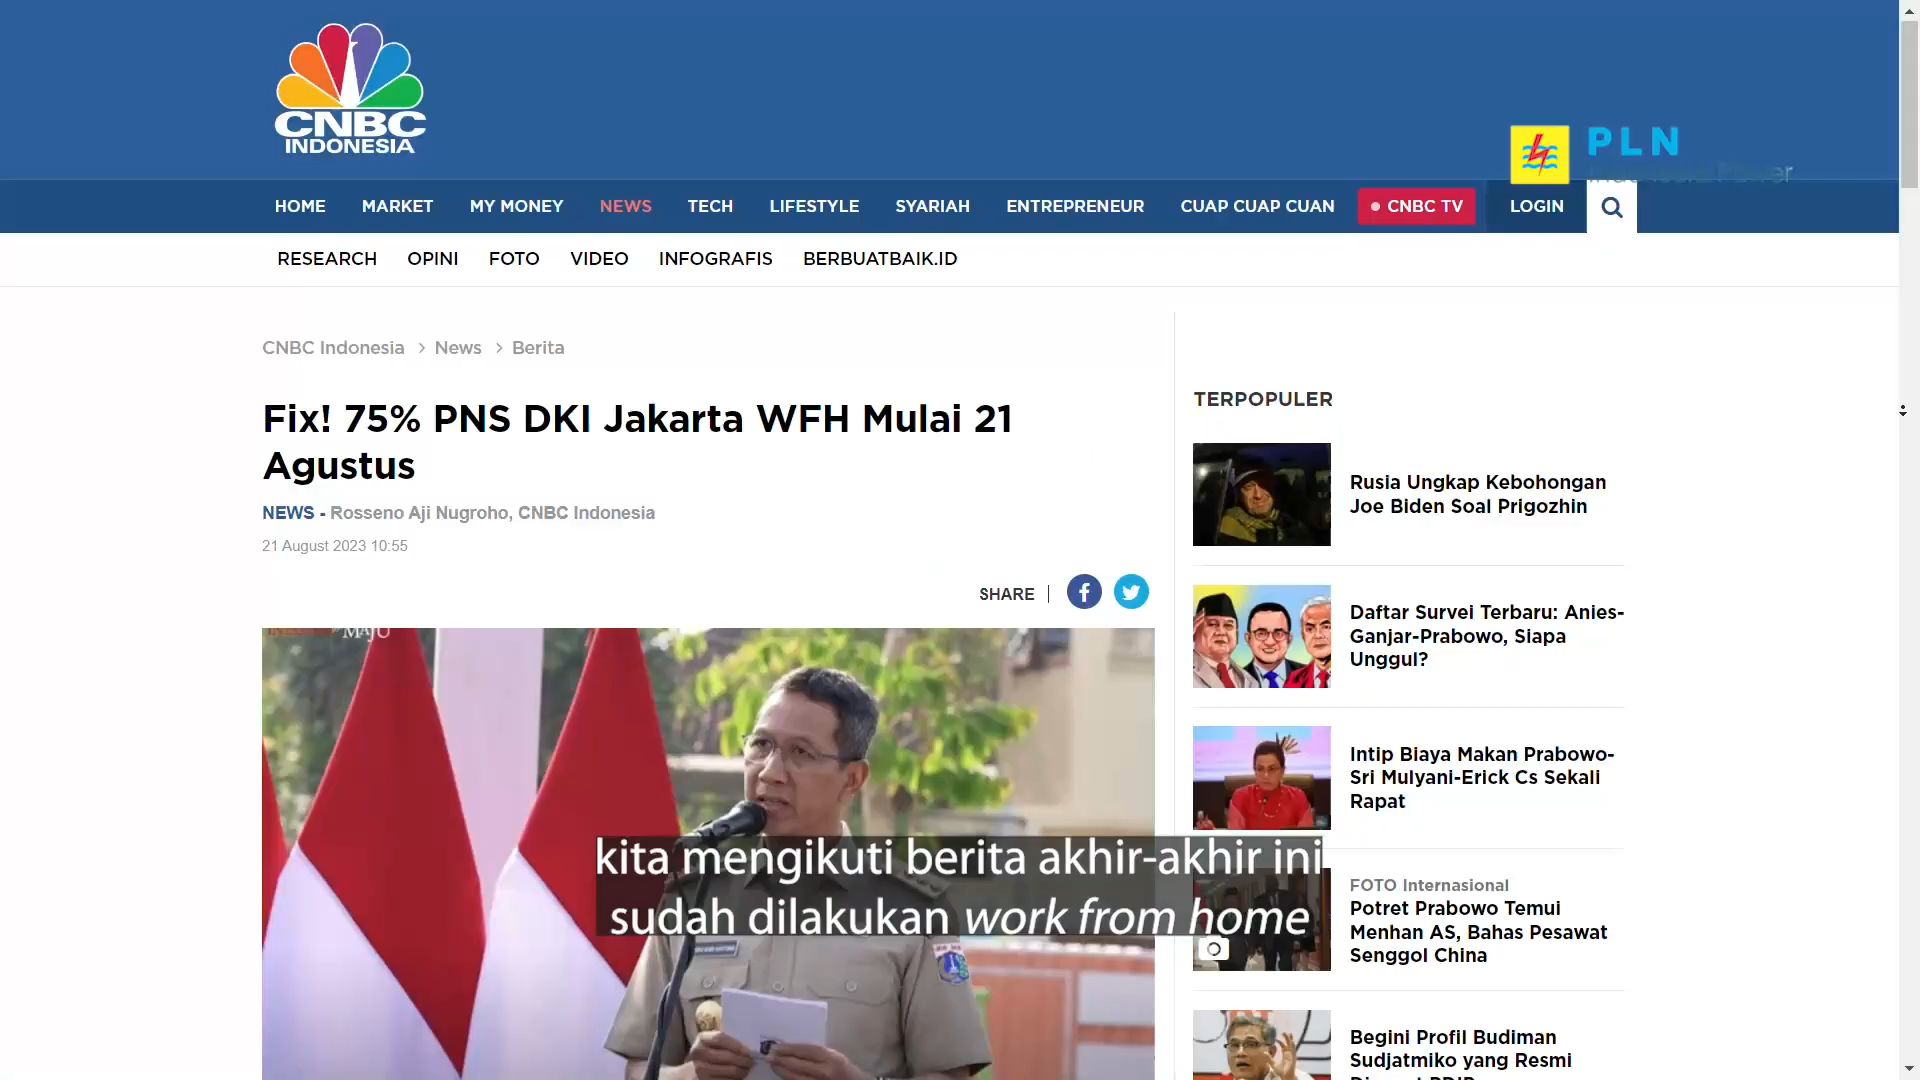 CNBC
INDONESIA
PLN
HOME MARKET MY MONEY NEWS TECH LIFESTYLE SYARIAH ENTREPRENEUR CUAP CUAP CUAN CNBC TV LOGIN
RESEARCH OPINI FOTO VIDEO INFOGRAFIS BERBUATBAIK.ID
CNBC Indonesia > News > Berita
Fix! 75% PNS DKI Jakarta WFH Mulai 21
Agustus
NEWS - Rosseno Aji Nugroho, CNBC Indonesia
21 August 2023 10:55
SHARE |
MAJU
kita mengikuti berita akhir-akhir ini
sudah dilakukan work from home
TERPOPULER
Rusia Ungkap Kebohongan
Joe Biden Soal Prigozhin
Daftar Survei Terbaru: Anies-
Ganjar-Prabowo, Siapa
Unggul?
Intip Biaya Makan Prabowo-
Sri Mulyani-Erick Cs Sekali
Rapat
FOTO Internasional
Potret Prabowo Temui
Menhan AS, Bahas Pesawat
Senggol China
Begini Profil Budiman
Sudjatmiko yang Resmi